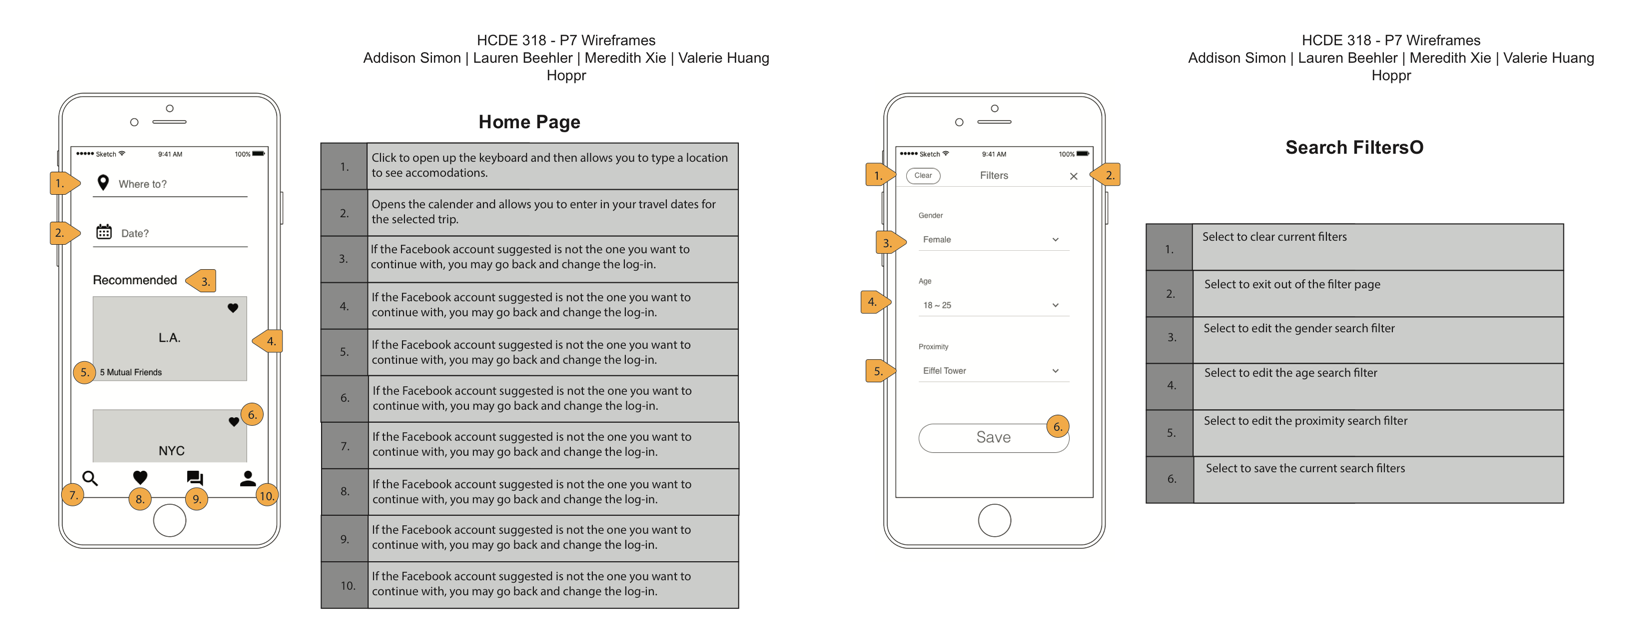 HCDE 318 - P7 Wireframes
Addison Simon | Lauren Beehler | Meredith Xie | Valerie Huang
Hoppr
Home Page
Sketch 9:41 AM 100%
1. Where to?
2. Date?
Recommended 3.
L.A.
4.
5. 5 Mutual Friends
6.
NYC
7. 8. 9. 10.
1. Click to open up the keyboard and then allows you to type a location
to see accomodations.
2. Opens the calender and allows you to enter in your travel dates for
the selected trip.
3. If the Facebook account suggested is not the one you want to
continue with, you may go back and change the log-in.
4. If the Facebook account suggested is not the one you want to
continue with, you may go back and change the log-in.
5. If the Facebook account suggested is not the one you want to
continue with, you may go back and change the log-in.
6. If the Facebook account suggested is not the one you want to
continue with, you may go back and change the log-in.
7. If the Facebook account suggested is not the one you want to
continue with, you may go back and change the log-in.
8. If the Facebook account suggested is not the one you want to
continue with, you may go back and change the log-in.
9. If the Facebook account suggested is not the one you want to
continue with, you may go back and change the log-in.
10. If the Facebook account suggested is not the one you want to
continue with, you may go back and change the log-in.
HCDE 318 - P7 Wireframes
Addison Simon | Lauren Beehler | Meredith Xie | Valerie Huang
Hoppr
Search FiltersO
Sketch 9:41 AM 100%
1. Clear Filters × 2.
Gender
3. Female
Age
4. 18 ~ 25
Proximity
5. Eiffel Tower
6.
Save
1. Select to clear current filters
2. Select to exit out of the filter page
3. Select to edit the gender search filter
4. Select to edit the age search filter
5. Select to edit the proximity search filter
6. Select to save the current search filters